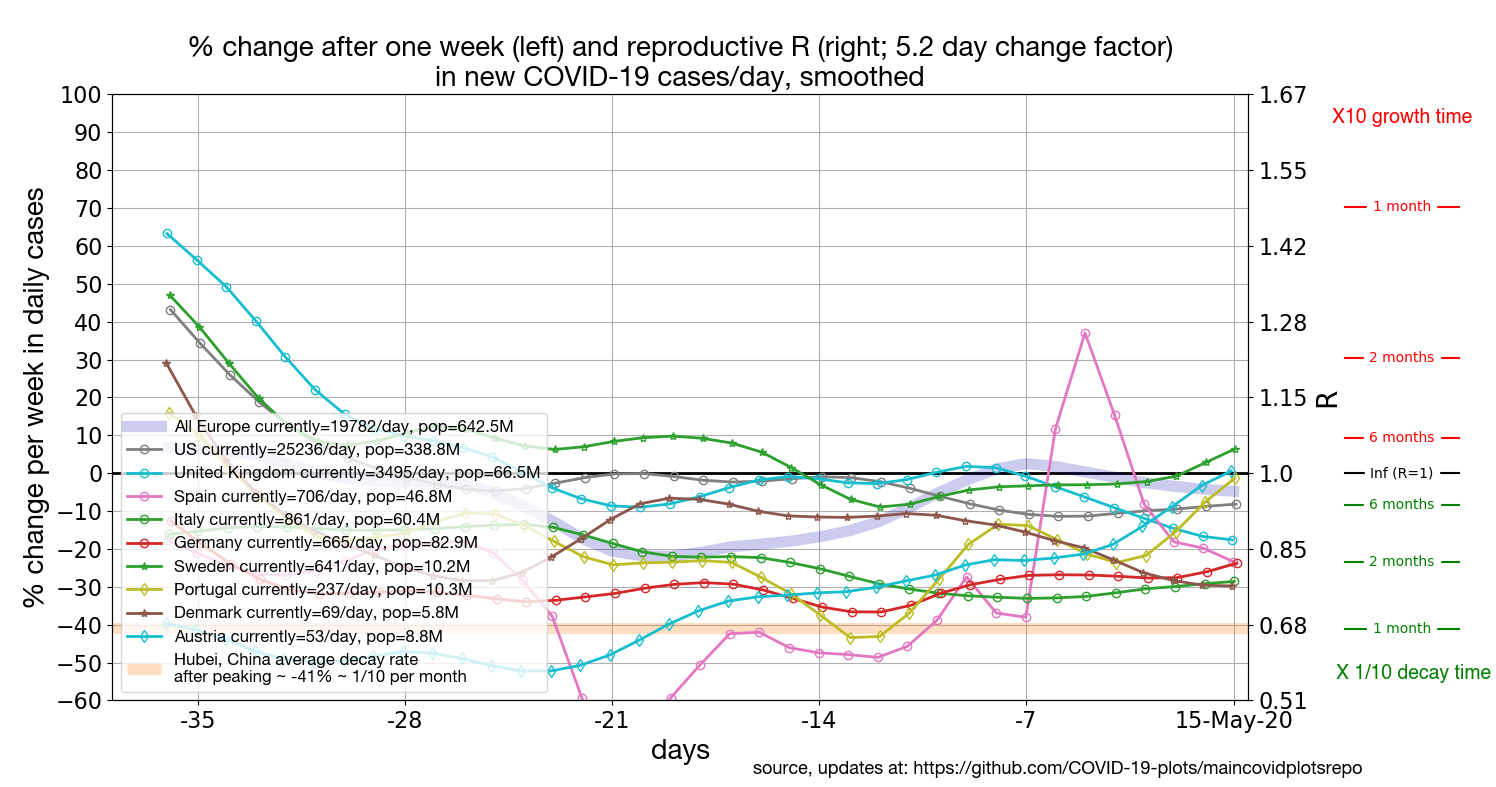 % change after one week (left) and reproductive R (right; 5.2 day change factor)
in new COVID-19 cases/day, smoothed
% change per week in daily cases
100
90
80
70
60
50
40
30
20
10
0
−10
−20
−30
−40
−50
−60
All Europe currently=19782/day, pop=642.5M
US currently=25236/day, pop=338.8M
United Kingdom currently=3495/day, pop=66.5M
Spain currently=706/day, pop=46.8M
Italy currently=861/day, pop=60.4M
Germany currently=665/day, pop=82.9M
Sweden currently=641/day, pop=10.2M
Portugal currently=237/day, pop=10.3M
Denmark currently=69/day, pop=5.8M
Austria currently=53/day, pop=8.8M
Hubei, China average decay rate
after peaking ~ -41% ~ 1/10 per month
-35
-28
-21
-14
-7
15-May-20
days
1.67
1.55
1.42
1.28
1.15
1.0
0.85
0.68
0.51
R
X10 growth time
1 month
2 months
6 months
Inf (R=1)
6 months
2 months
1 month
X 1/10 decay time
source, updates at: https://github.com/COVID-19-plots/maincovidplotsrepo